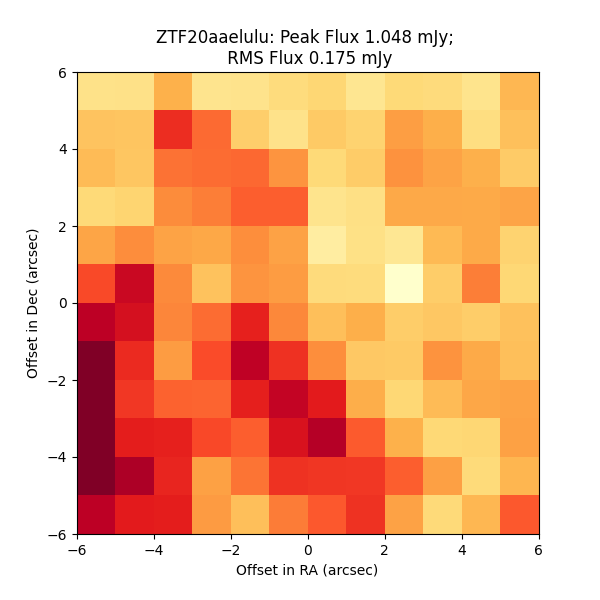 ZTF20aaelulu: Peak Flux 1.048 mJy;
RMS Flux 0.175 mJy
6
4
2
0
−2
−4
−6
Offset in Dec (arcsec)
−6 −4 −2 0 2 4 6
Offset in RA (arcsec)